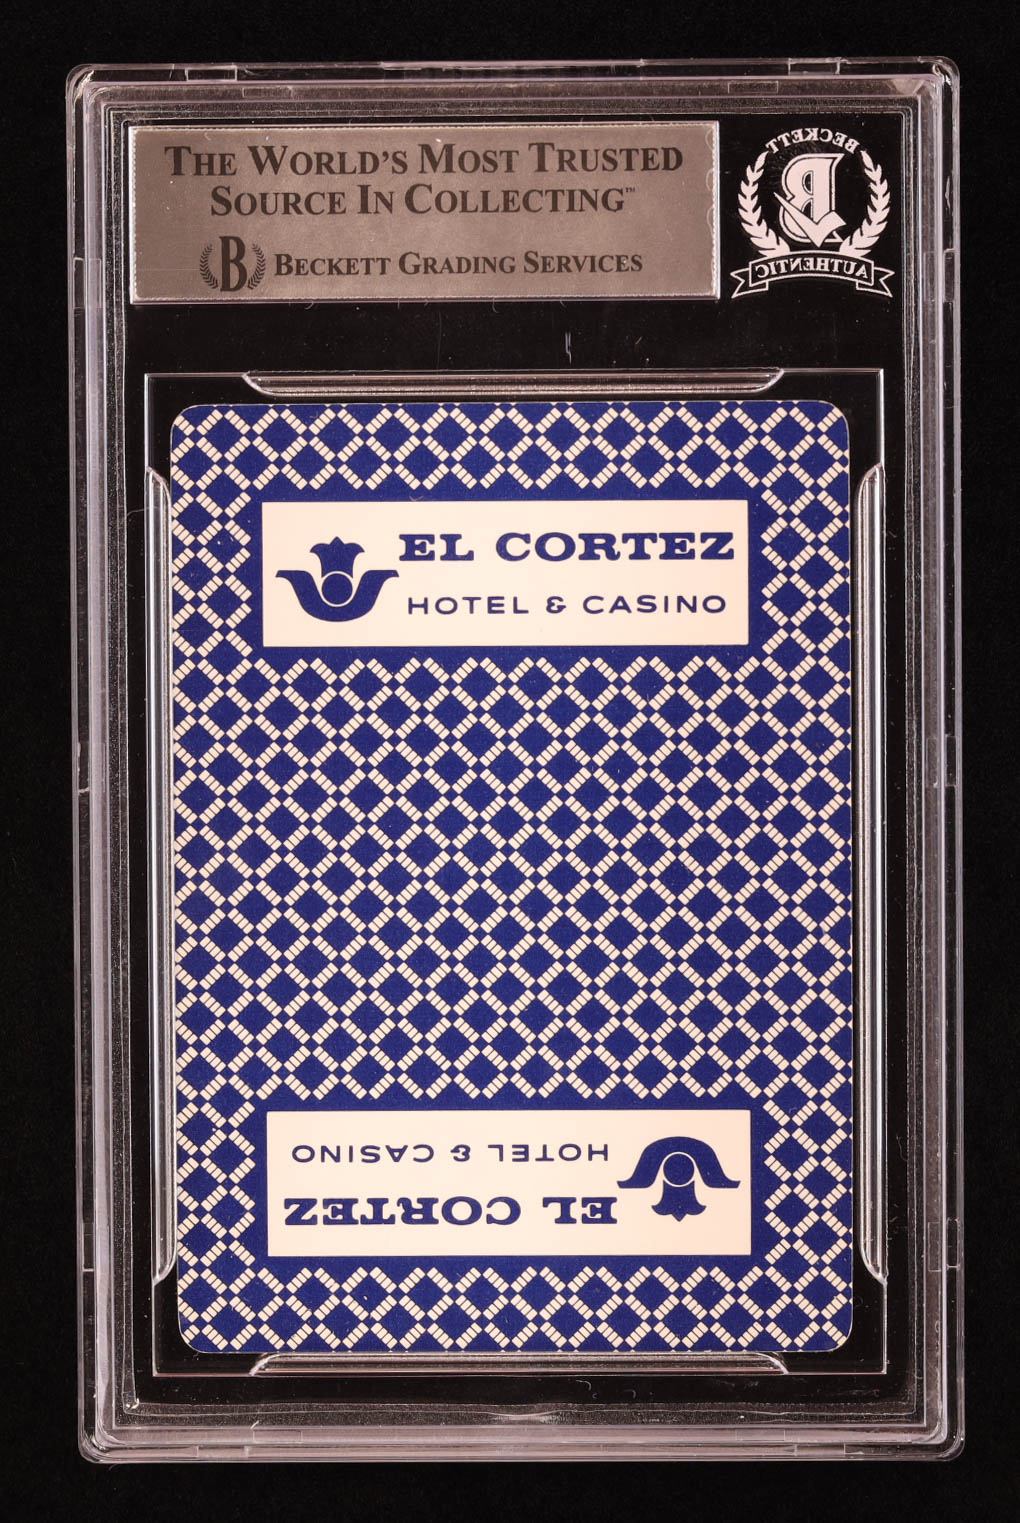 THE WORLD'S MOST TRUSTED
SOURCE IN COLLECTING™
B BECKETT GRADING SERVICES
BECKETT
B
AUTHENTIC
EL CORTEZ
HOTEL & CASINO
EL CORTEZ
HOTEL & CASINO